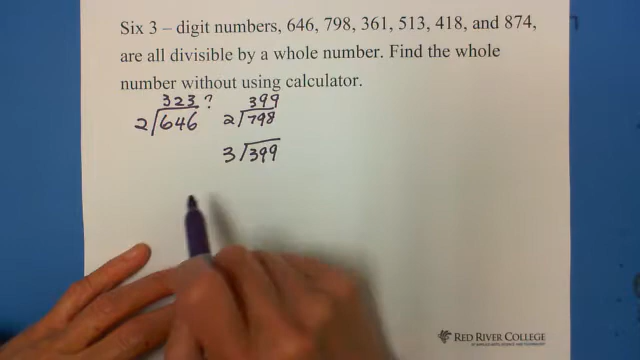 Six 3 – digit numbers, 646, 798, 361, 513, 418, and 874,
are all divisible by a whole number. Find the whole
number without using calculator.
323 ?
2)646
399
2)798
3)399
RED RIVER COLLEGE